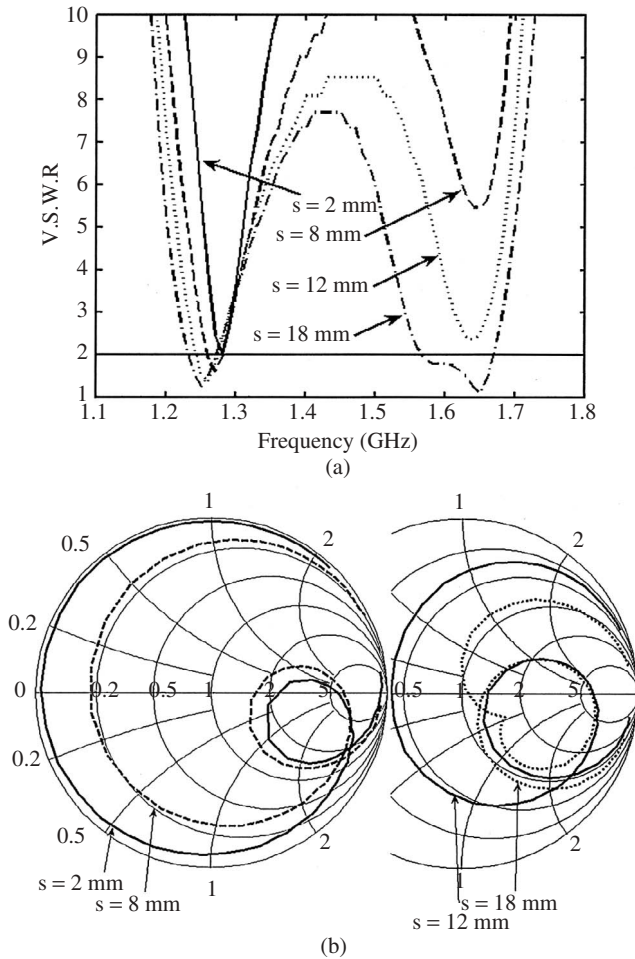 10
9
8
7
6
5
4
3
2
1
V.S.W.R
s = 2 mm
s = 8 mm
s = 12 mm
s = 18 mm
1.1 1.2 1.3 1.4 1.5 1.6 1.7 1.8
Frequency (GHz)
(a)
1 1
0.5 2 2
0.2
0 0.2 0.5 1 2 5 0.5 1 2 5
0.2
0.5 2 2
1 1
s = 2 mm
s = 8 mm
s = 18 mm
s = 12 mm
(b)